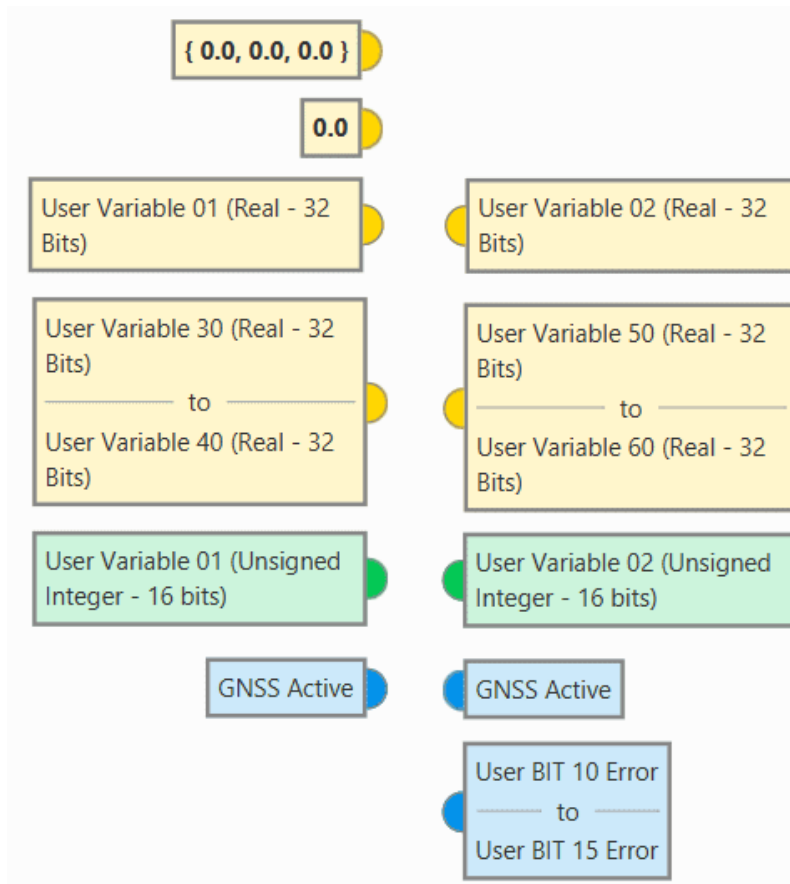 { 0.0, 0.0, 0.0 }
0.0
User Variable 01 (Real - 32
Bits)
User Variable 02 (Real - 32
Bits)
User Variable 30 (Real - 32
Bits)
to
User Variable 40 (Real - 32
Bits)
User Variable 50 (Real - 32
Bits)
to
User Variable 60 (Real - 32
Bits)
User Variable 01 (Unsigned
Integer - 16 bits)
User Variable 02 (Unsigned
Integer - 16 bits)
GNSS Active
GNSS Active
User BIT 10 Error
to
User BIT 15 Error